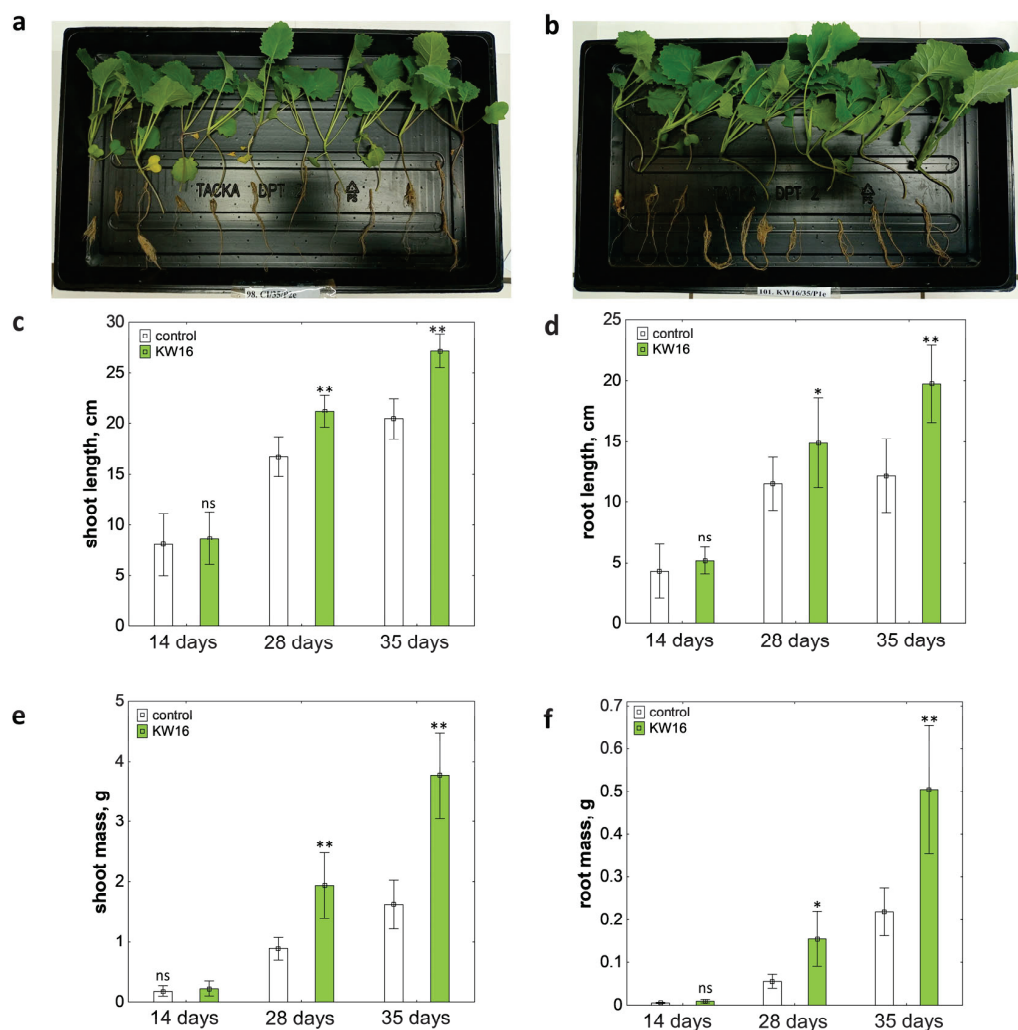 a
b
TACKA DPT 2
PS
TACKA DPT 2
PS
98. C1/35/P2e
101. KW16/35/P1e
c
30
25
20
15
10
5
0
shoot length, cm
control
KW16
ns
**
**
14 days
28 days
35 days
d
25
20
15
10
5
0
root length, cm
control
KW16
ns
*
**
14 days
28 days
35 days
e
5
4
3
2
1
0
shoot mass, g
control
KW16
ns
**
**
14 days
28 days
35 days
f
0.7
0.6
0.5
0.4
0.3
0.2
0.1
0
root mass, g
control
KW16
ns
*
**
14 days
28 days
35 days